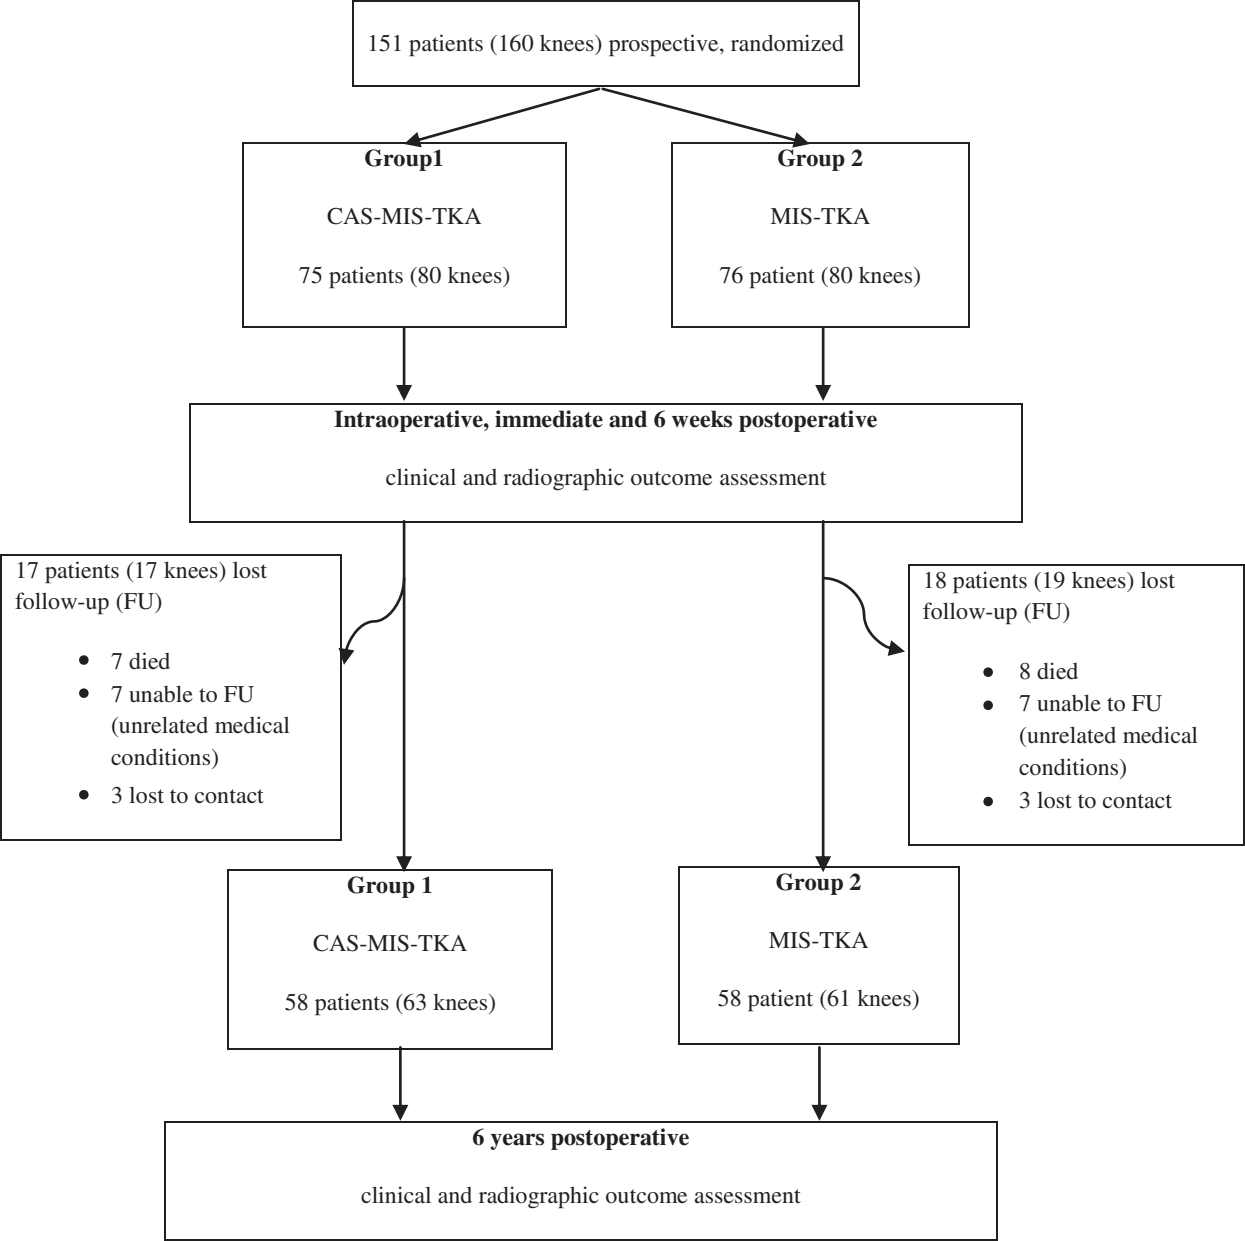 151 patients (160 knees) prospective, randomized
Group1
CAS-MIS-TKA
75 patients (80 knees)
Group 2
MIS-TKA
76 patient (80 knees)
Intraoperative, immediate and 6 weeks postoperative
clinical and radiographic outcome assessment
17 patients (17 knees) lost
follow-up (FU)
• 7 died
• 7 unable to FU
(unrelated medical
conditions)
• 3 lost to contact
18 patients (19 knees) lost
follow-up (FU)
• 8 died
• 7 unable to FU
(unrelated medical
conditions)
• 3 lost to contact
Group 1
CAS-MIS-TKA
58 patients (63 knees)
Group 2
MIS-TKA
58 patient (61 knees)
6 years postoperative
clinical and radiographic outcome assessment